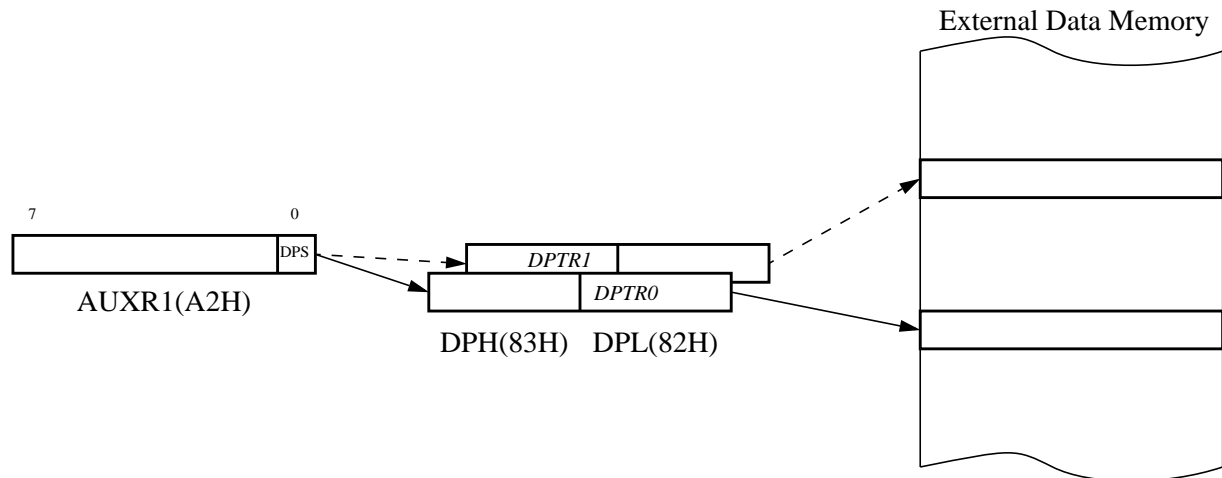 External Data Memory
7 0
DPS
DPTR1
DPTR0
AUXR1(A2H)
DPH(83H) DPL(82H)